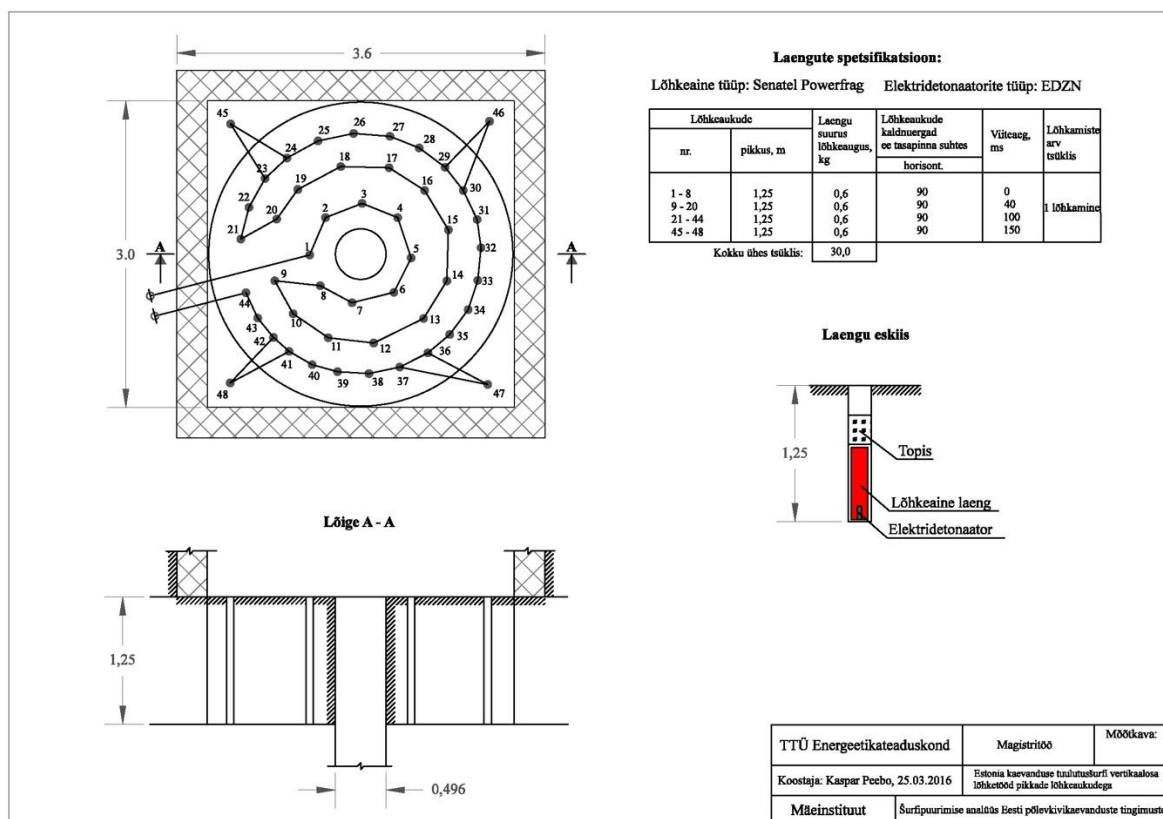 3.6
45
46
26
25
27
24
28
18
17
29
23
19
16
30
22
3
20
2
4
31
15
21
1
5
32
A
A
3.0
9
8
14
33
44
7
6
43
10
13
34
42
11
12
35
41
36
40
39
38
37
48
47
Lõige A - A
1,25
0,496
Laengute spetsifikatsioon:
Lõhkeaine tüüp: Senatel Powerfrag Elektridetonaatorite tüüp: EDZN
Lõhkeaukude
nr.
pikkus, m
Laengu
suurus
lõhkeaugus,
kg
Lõhkeaukude
kaldnuergad
ee tasapinna suhtes
horisont.
Viiteaeg,
ms
Lõhkamiste
arv
tsüklis
1 - 8 1,25 0,6 90 0
9 - 20 1,25 0,6 90 40
21 - 44 1,25 0,6 90 100
45 - 48 1,25 0,6 90 150
1 lõhkamine
Kokku ühes tsüklis: 30,0
Laengu eskiis
1,25
Topis
Lõhkeaine laeng
Elektridetonaator
TTÜ Energeetikateaduskond
Magistritöö
Mõõtkava:
Koostaja: Kaspar Peebo, 25.03.2016
Estonia kaevanduse tuulutusšurfi vertikaalosa
lõhketööd pikkade lõhkeaukudega
Mäeinstituut
Šurfipuurimise analüüs Eesti põlevkivikaevanduste tingimuste